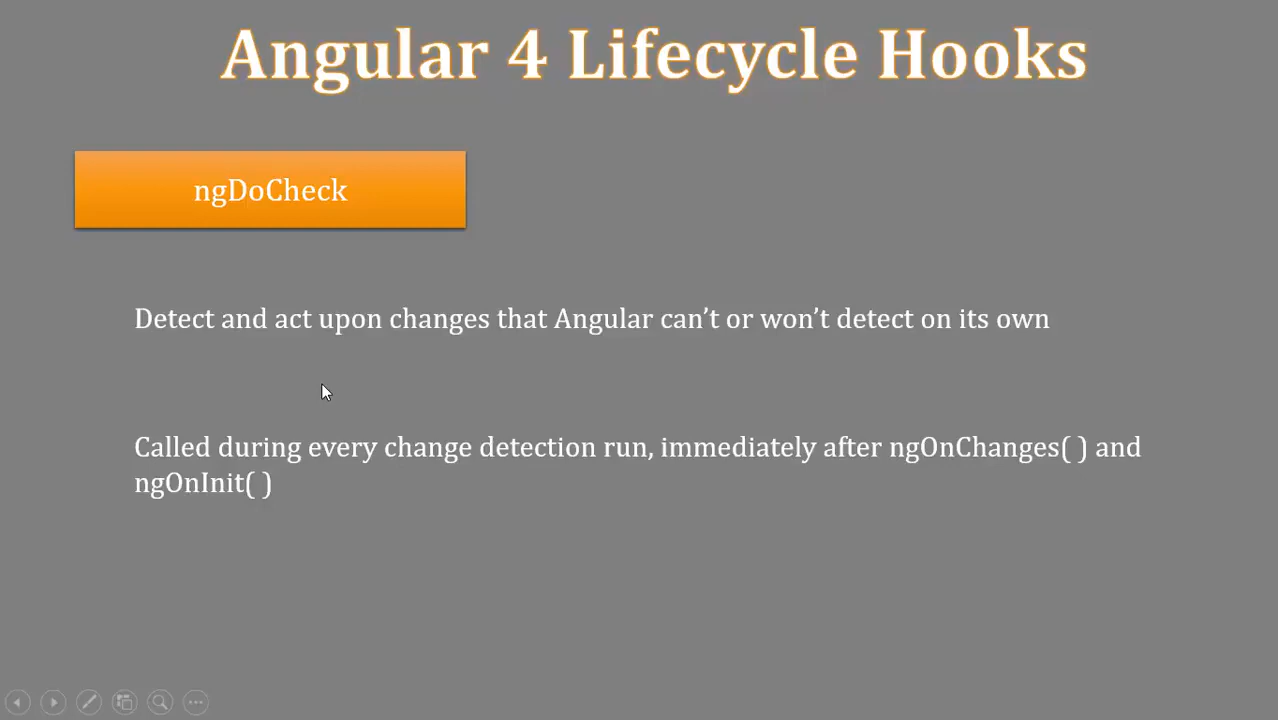 Angular 4 Lifecycle Hooks
ngDoCheck
Detect and act upon changes that Angular can’t or won’t detect on its own
Called during every change detection run, immediately after ngOnChanges( ) and
ngOnInit( )